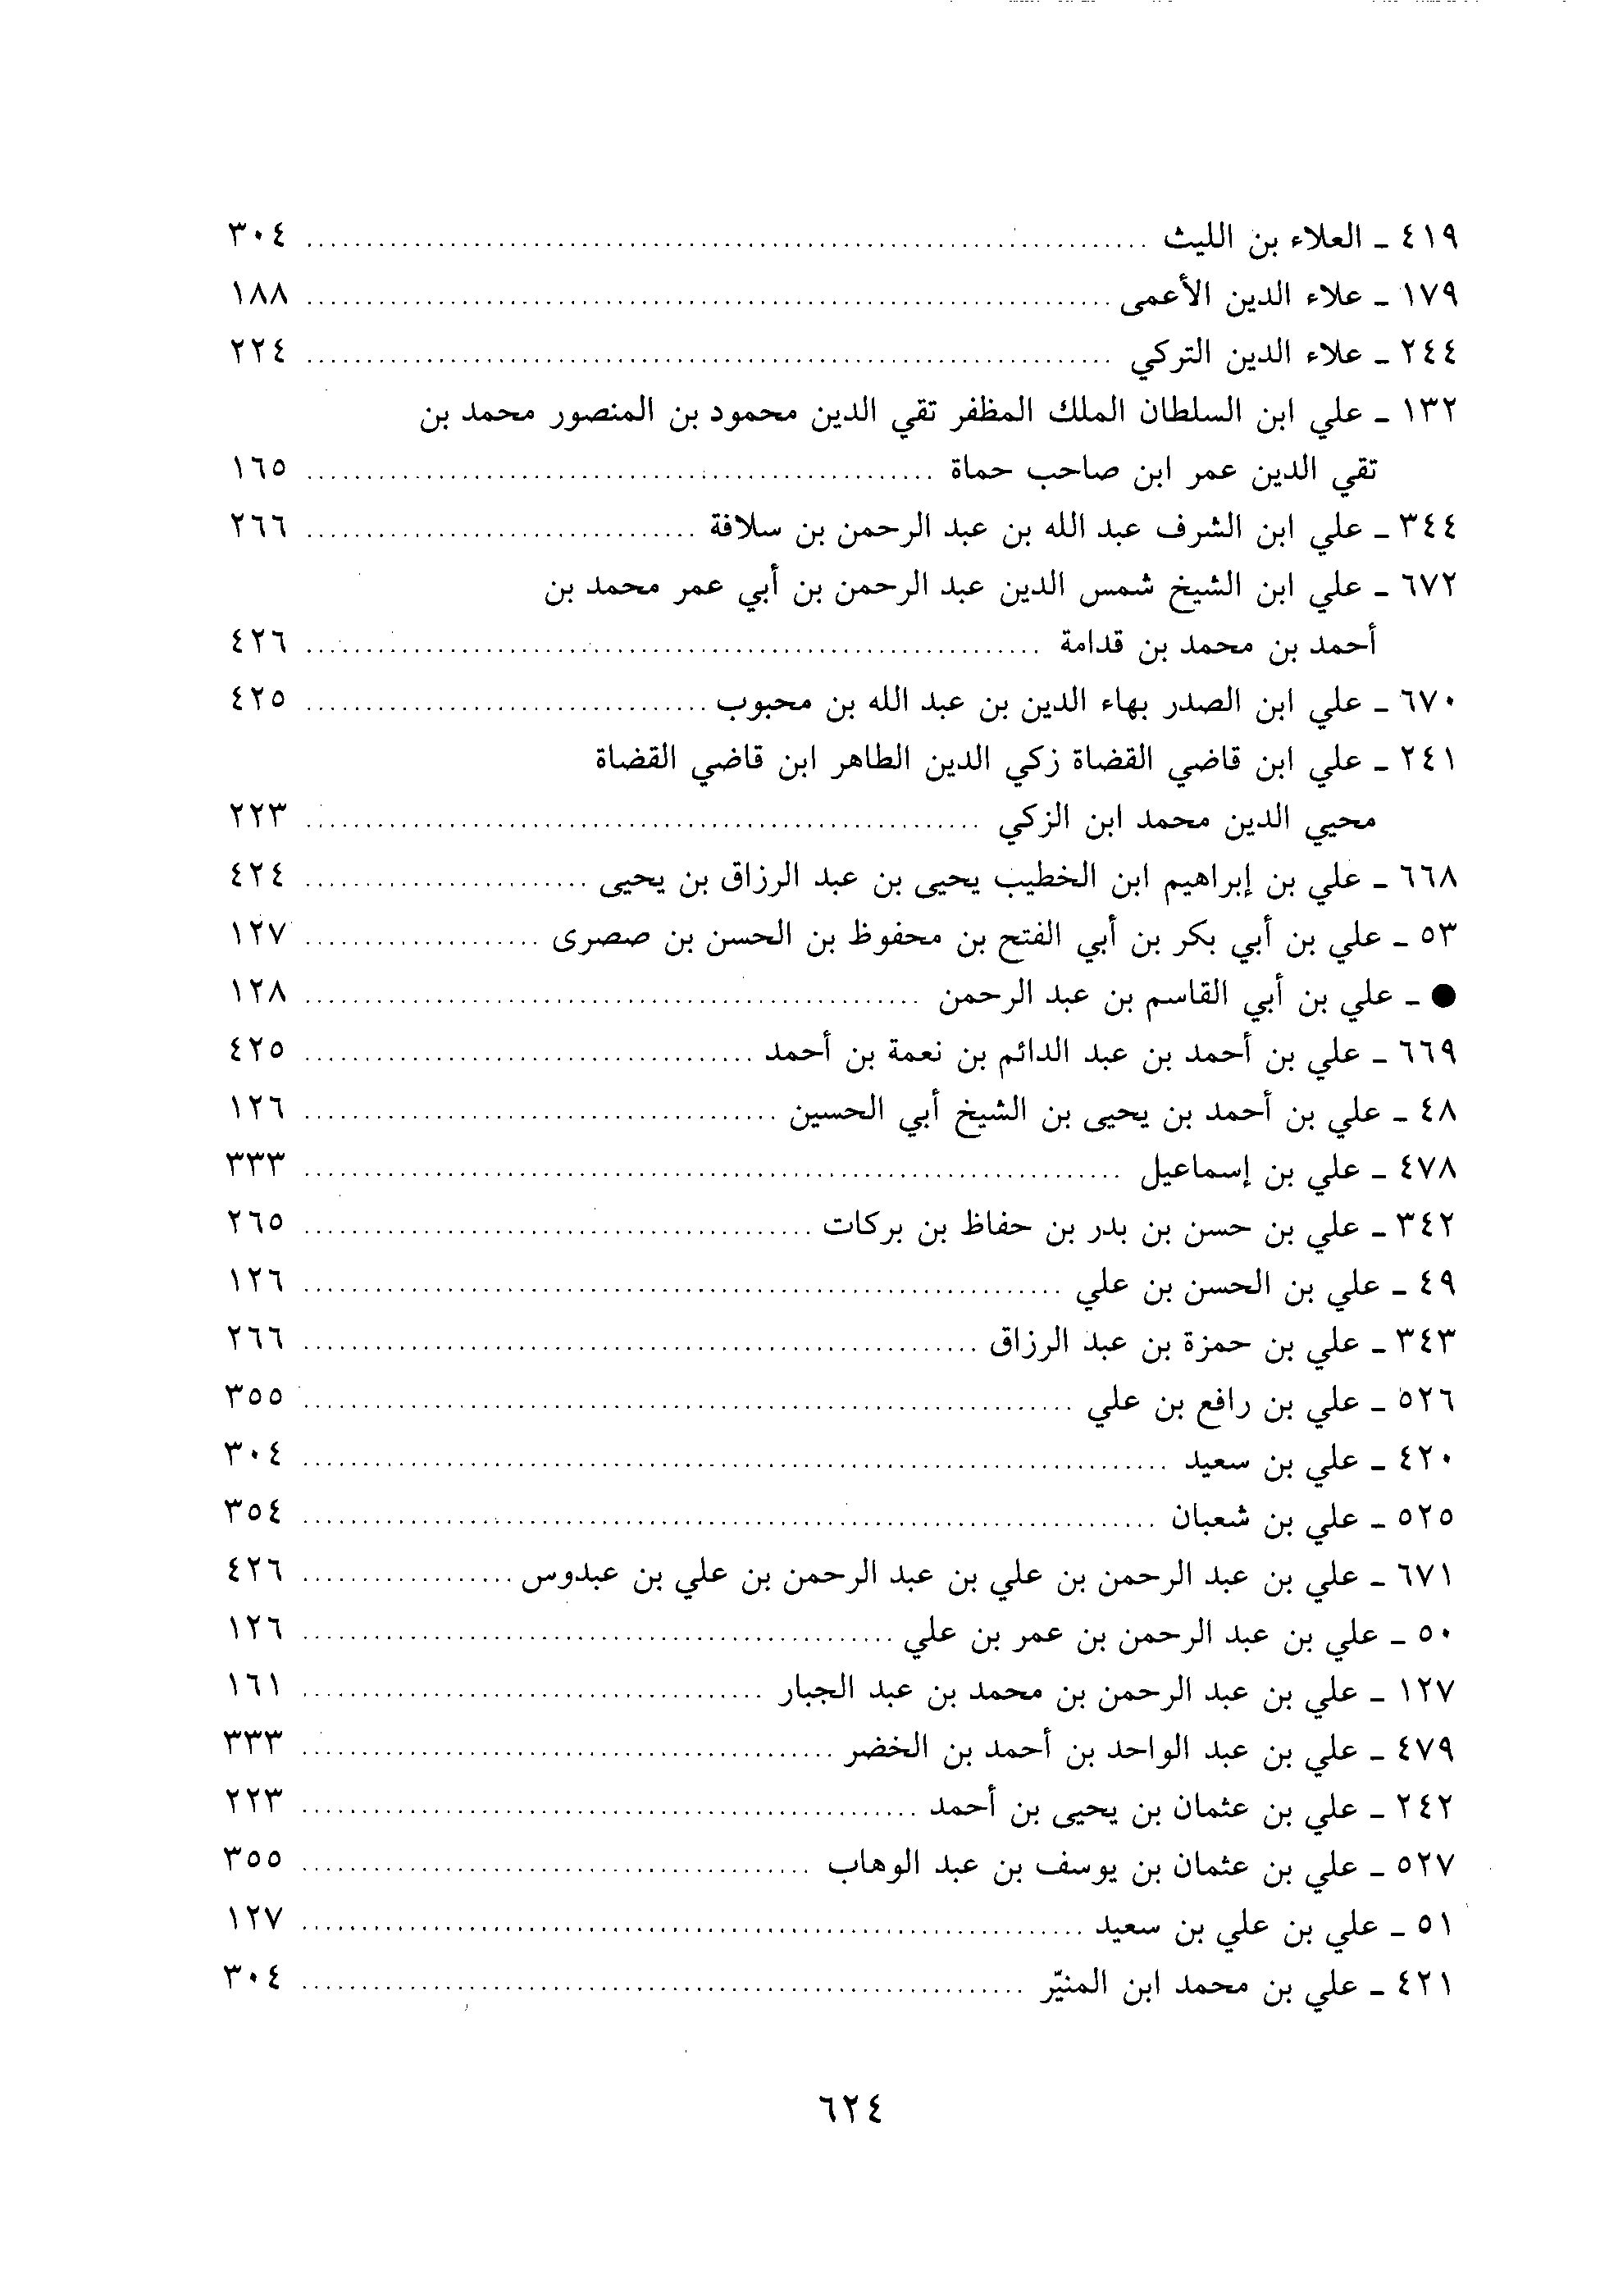 ٤١٩ ـ العلاء بن الليث ........ ٣٠٤
١٧٩ ـ علاء الدين الأعمى ........ ١٨٨
٢٤٤ ـ علاء الدين التركي ........ ٢٢٤
١٣٢ ـ علي ابن السلطان الملك المظفر تقي الدين محمود بن المنصور محمد بن
تقي الدين عمر ابن صاحب حماة ........ ١٦٥
٣٤٤ ـ علي ابن الشرف عبد الله بن عبد الرحمن بن سلافة ........ ٢٦٦
٦٧٢ ـ علي ابن الشيخ شمس الدين عبد الرحمن بن أبي عمر محمد بن
أحمد بن محمد بن قدامة ........ ٤٢٦
٦٧٠ ـ علي ابن الصدر بهاء الدين بن عبد الله بن محبوب ........ ٤٢٥
٢٤١ ـ علي ابن قاضي القضاة زكي الدين الطاهر ابن قاضي القضاة
محيي الدين محمد ابن الزكي ........ ٢٢٣
٦٦٨ ـ علي بن إبراهيم ابن الخطيب يحيى بن عبد الرزاق بن يحيى ........ ٤٢٤
٥٣ ـ علي بن أبي بكر بن أبي الفتح بن محفوظ بن الحسن بن صصرى ........ ١٢٧
● ـ علي بن أبي القاسم بن عبد الرحمن ........ ١٢٨
٦٦٩ ـ علي بن أحمد بن عبد الدائم بن نعمة بن أحمد ........ ٤٢٥
٤٨ ـ علي بن أحمد بن يحيى بن الشيخ أبي الحسين ........ ١٢٦
٤٧٨ ـ علي بن إسماعيل ........ ٣٣٣
٣٤٢ ـ علي بن حسن بن بدر بن حفاظ بن بركات ........ ٢٦٥
٤٩ ـ علي بن الحسن بن علي ........ ١٢٦
٣٤٣ ـ علي بن حمزة بن عبد الرزاق ........ ٢٦٦
٥٢٦ ـ علي بن رافع بن علي ........ ٣٥٥
٤٢٠ ـ علي بن سعيد ........ ٣٠٤
٥٢٥ ـ علي بن شعبان ........ ٣٥٤
٦٧١ ـ علي بن عبد الرحمن بن علي بن عبد الرحمن بن علي بن عبدوس ........ ٤٢٦
٥٠ ـ علي بن عبد الرحمن بن عمر بن علي ........ ١٢٦
١٢٧ ـ علي بن عبد الرحمن بن محمد بن عبد الجبار ........ ١٦١
٤٧٩ ـ علي بن عبد الواحد بن أحمد بن الخضر ........ ٣٣٣
٢٤٢ ـ علي بن عثمان بن يحيى بن أحمد ........ ٢٢٣
٥٢٧ ـ علي بن عثمان بن يوسف بن عبد الوهاب ........ ٣٥٥
٥١ ـ علي بن علي بن سعيد ........ ١٢٧
٤٢١ ـ علي بن محمد ابن المنيّر ........ ٣٠٤
٦٢٤